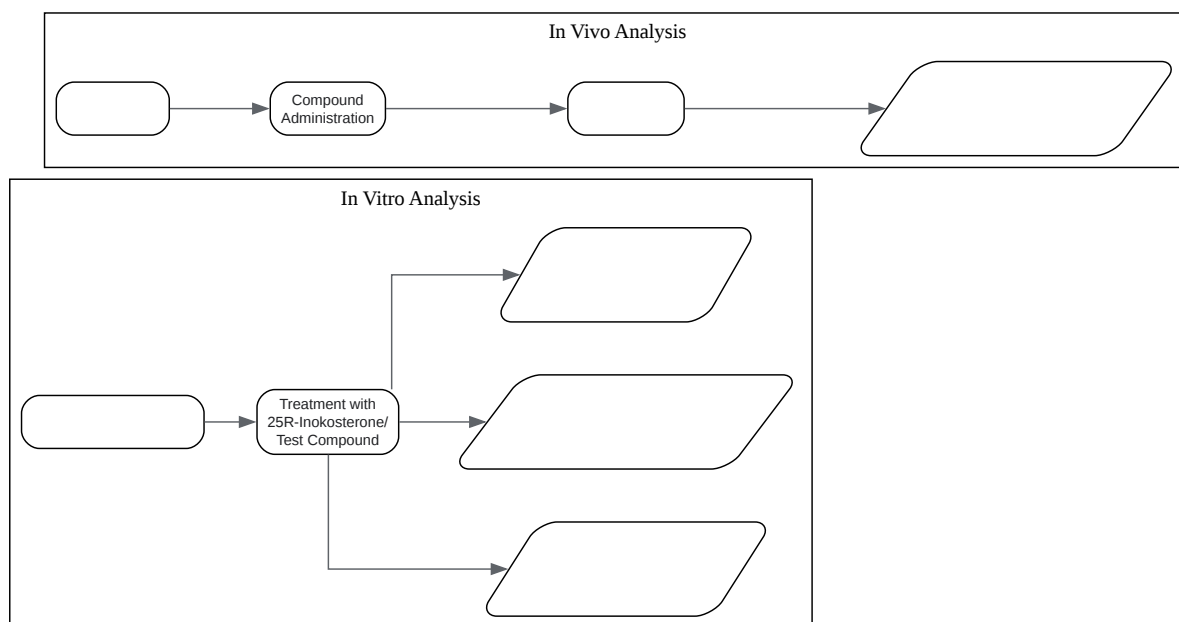 In Vivo Analysis
Compound
Administration
In Vitro Analysis
Treatment with
25R-Inokosterone/
Test Compound